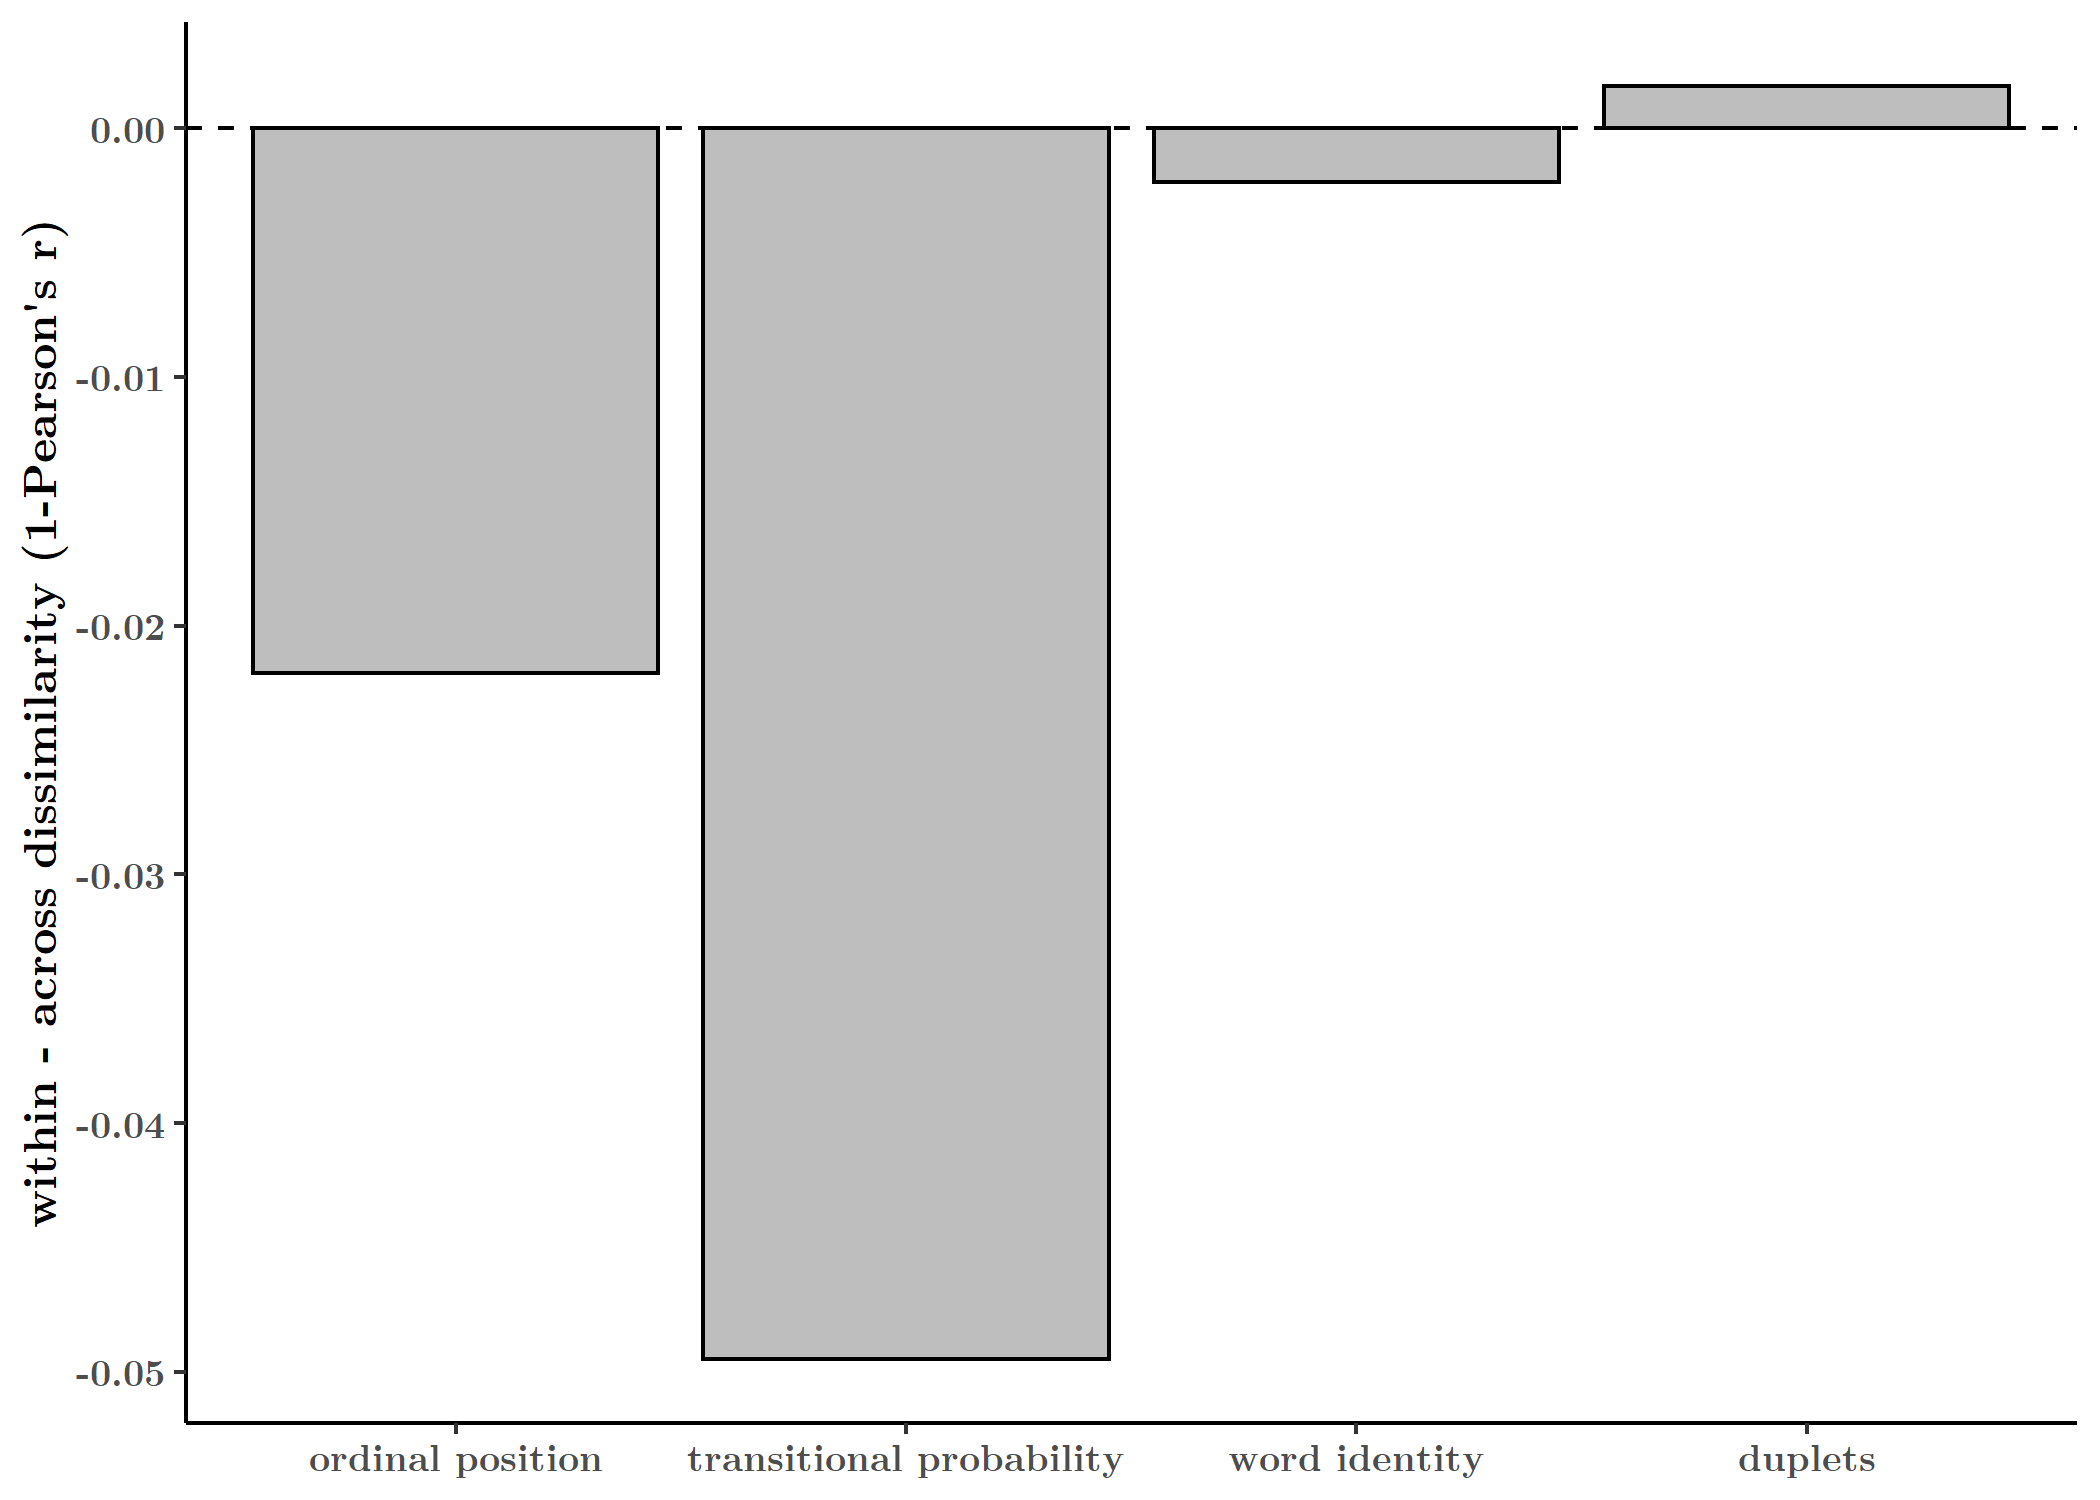 within - across dissimilarity (1-Pearson's r)
0.00
-0.01
-0.02
-0.03
-0.04
-0.05
ordinal position
transitional probability
word identity
duplets